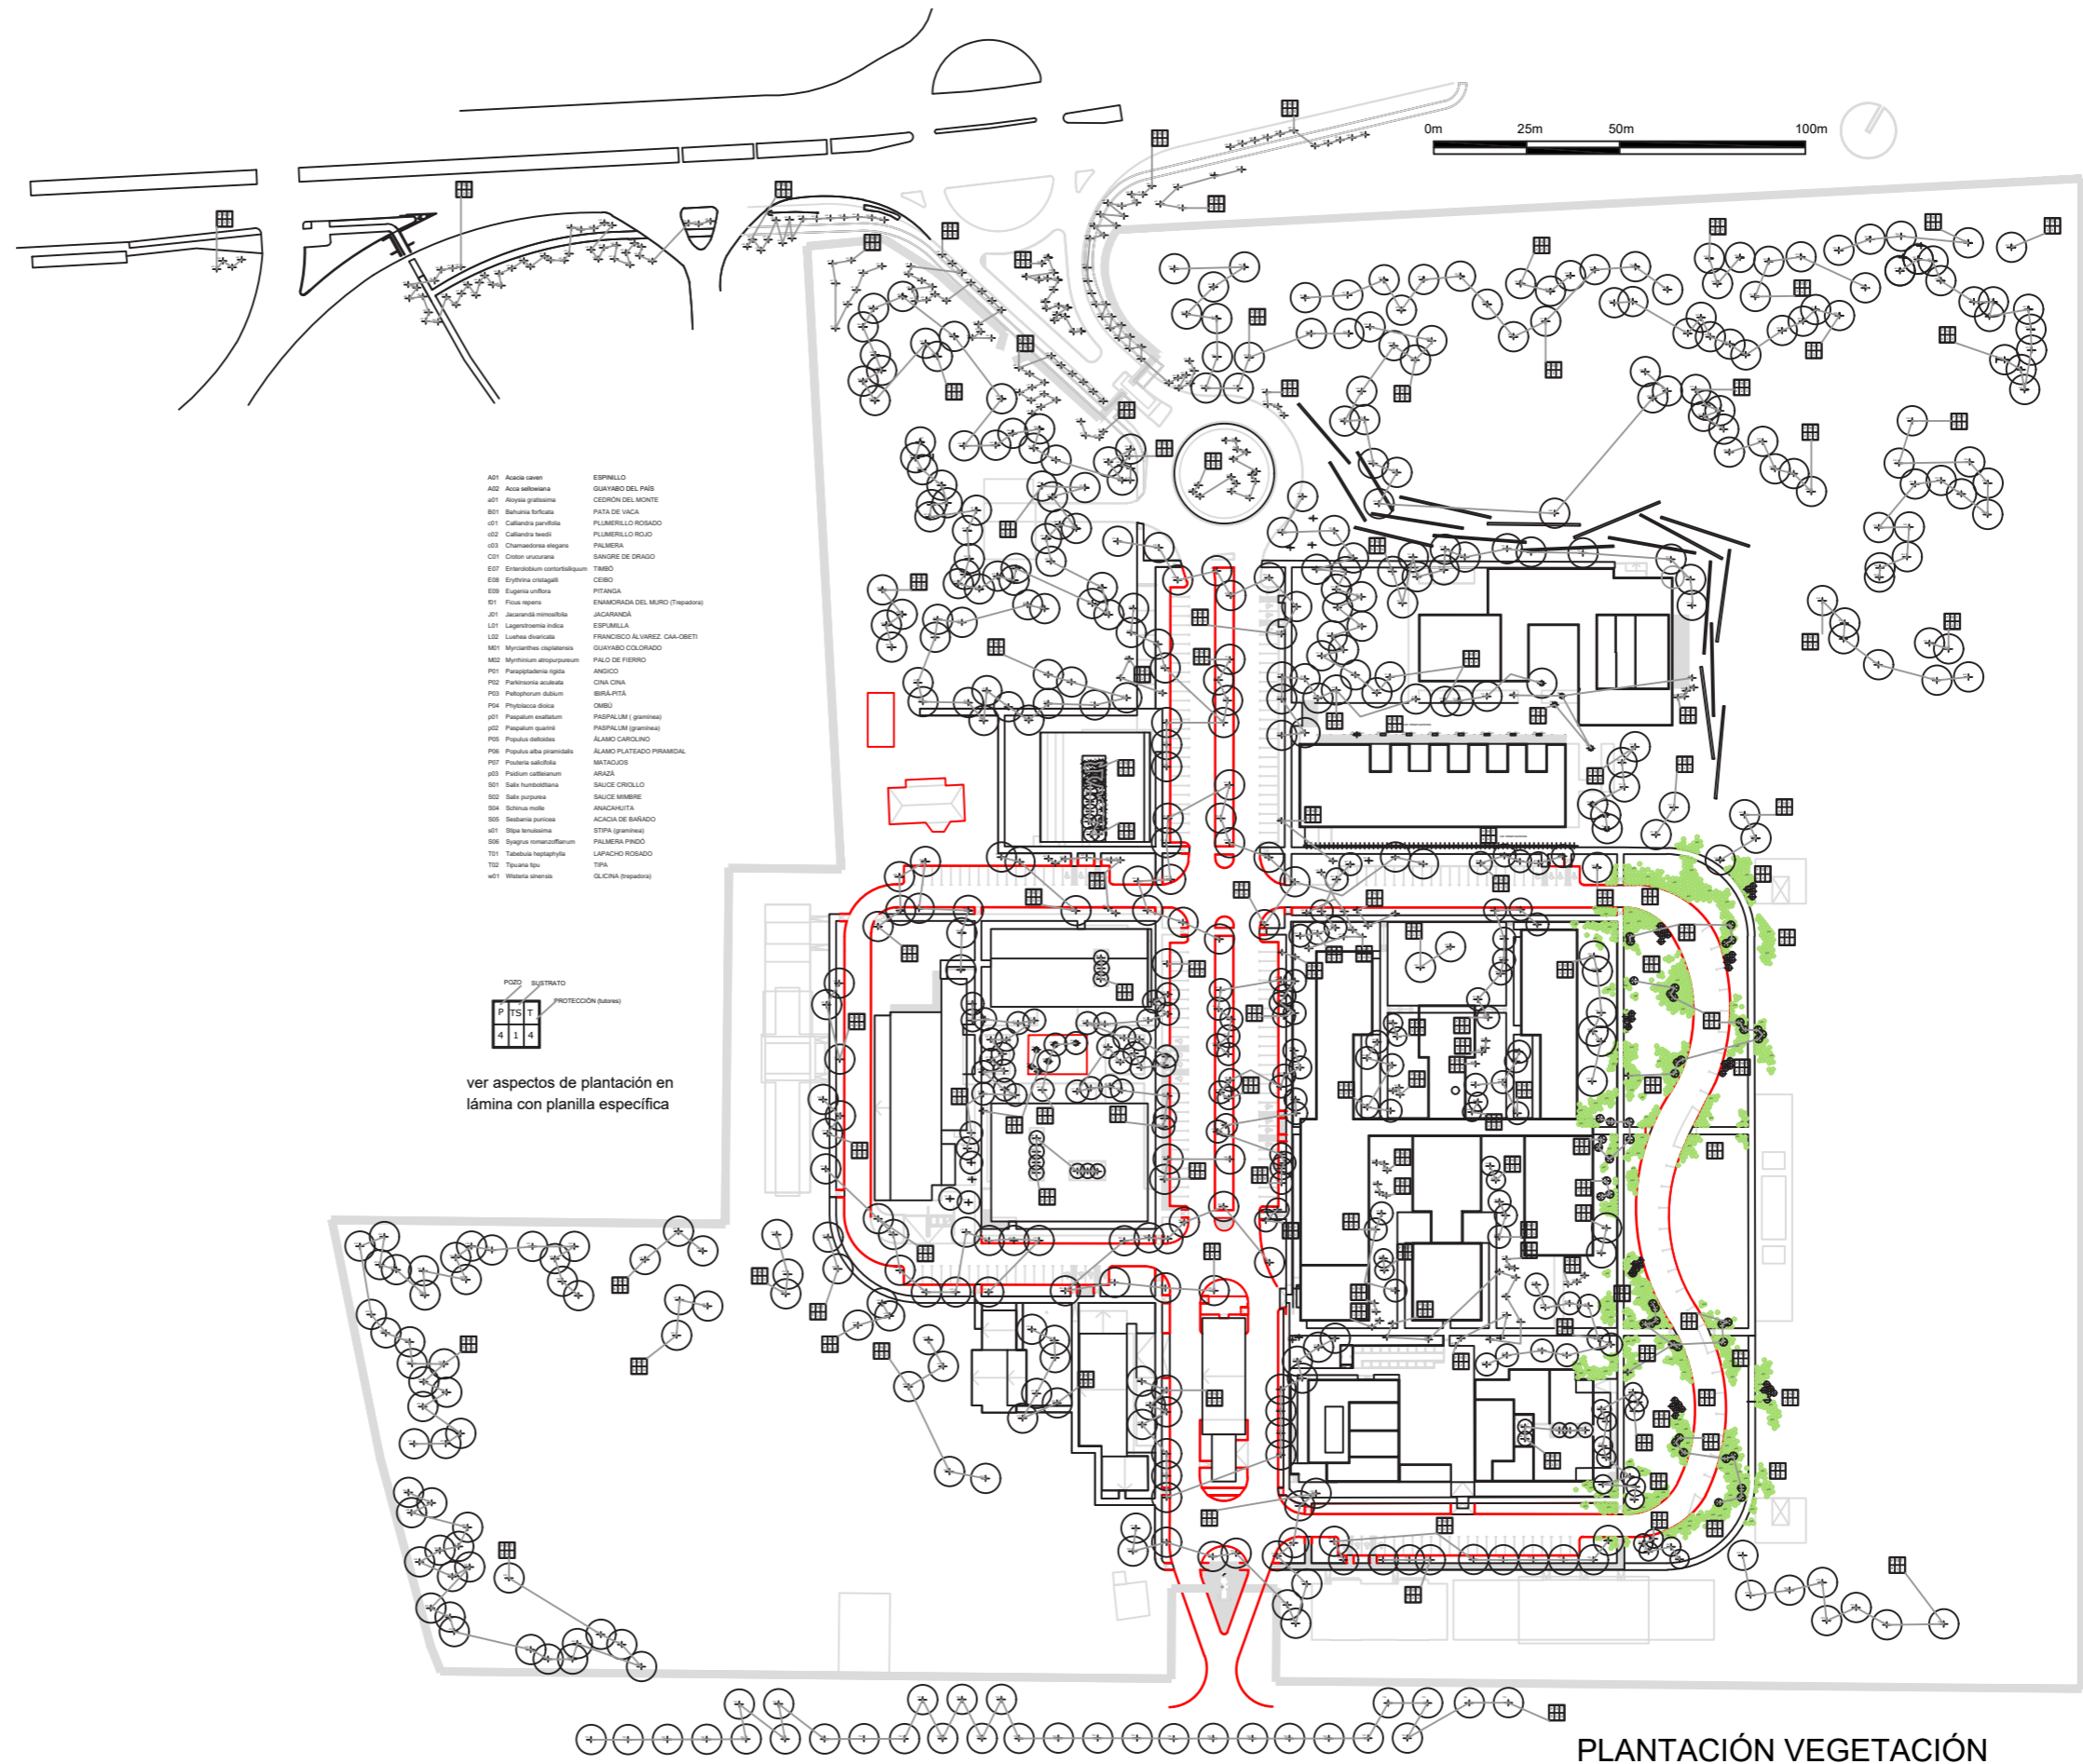 0m 25m 50m 100m
A01 Acacia caven ESPINILLO
A02 Acca sellowiana GUAYABO DEL PAÍS
a01 Aloysia gratissima CEDRÓN DEL MONTE
B01 Bahuinia forficata PATA DE VACA
c01 Calliandra parvifolia PLUMERILLO ROSADO
c02 Calliandra twedii PLUMERILLO ROJO
c03 Chamaedorea elegans PALMERA
C01 Croton urucurana SANGRE DE DRAGO
E07 Enterolobium contortisiliquum TIMBÓ
E08 Erythrina cristagalli CEIBO
E09 Eugenia uniflora PITANGA
f01 Ficus repens ENAMORADA DEL MURO (Trepadora)
J01 Jacarandá mimosifolia JACARANDÁ
L01 Lagerstroemia indica ESPUMILLA
L02 Luehea divaricata FRANCISCO ÁLVAREZ. CAA-OBETI
M01 Myrcianthes cisplatensis GUAYABO COLORADO
M02 Myrrhinium atropurpureum PALO DE FIERRO
P01 Parapiptadenia rigida ANGICO
P02 Parkinsonia aculeata CINA CINA
P03 Peltophorum dubium IBIRÁ-PITÁ
P04 Phytolacca dioica OMBÚ
p01 Paspalum exaltatum PASPALUM ( gramínea)
p02 Paspalum quarinii PASPALUM (gramínea)
P05 Populus deltoides ÁLAMO CAROLINO
P06 Populus alba piramidalis ÁLAMO PLATEADO PIRAMIDAL
P07 Pouteria salicifolia MATAOJOS
p03 Psidium cattleianum ARAZÁ
S01 Salix humboldtiana SAUCE CRIOLLO
S02 Salix purpurea SAUCE MIMBRE
S04 Schinus molle ANACAHUITA
S05 Sesbania punicea ACACIA DE BAÑADO
s01 Stipa tenuissima STIPA (gramínea)
S06 Syagrus romanzoffianum PALMERA PINDÓ
T01 Tabebuia heptaphylla LAPACHO ROSADO
T02 Tipuana tipu TIPA
w01 Wisteria sinensis GLICINA (trepadora)
POZO SUSTRATO
PROTECCIÓN (tutores)
P TS T
4 1 4
ver aspectos de plantación en
lámina con planilla específica
PLANTACIÓN VEGETACIÓN